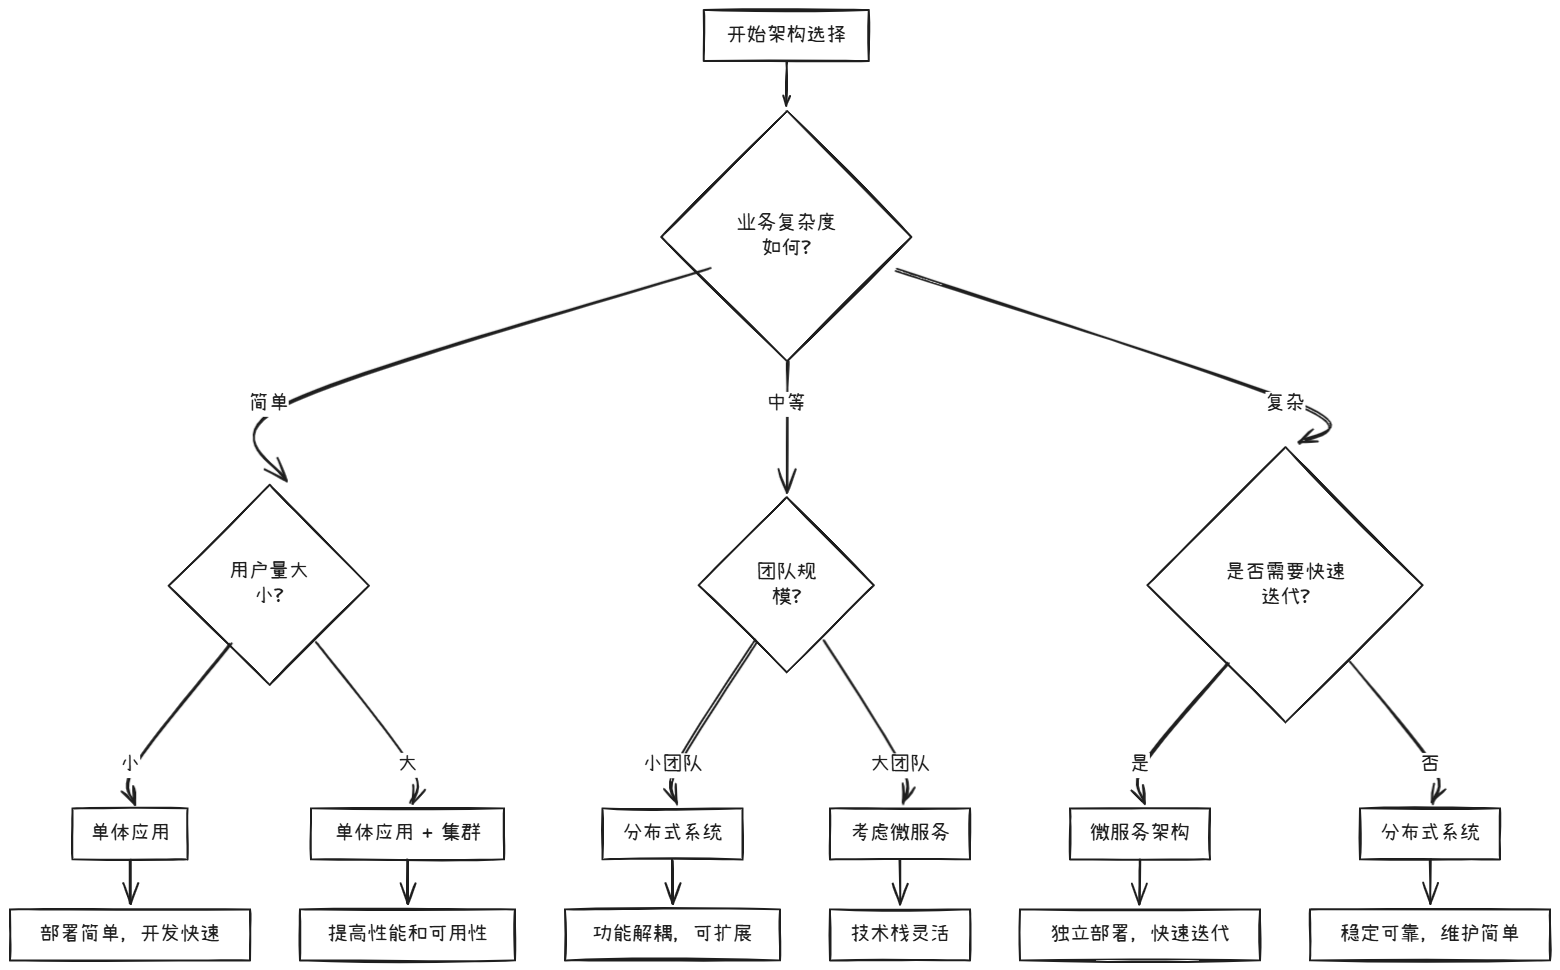 开始架构选择
业务复杂度
如何?
简单
中等
复杂
用户量大
小?
团队规
模?
是否需要快速
迭代?
小
大
小团队
大团队
是
否
单体应用
单体应用 + 集群
分布式系统
考虑微服务
微服务架构
分布式系统
部署简单，开发快速
提高性能和可用性
功能解耦，可扩展
技术栈灵活
独立部署，快速迭代
稳定可靠，维护简单